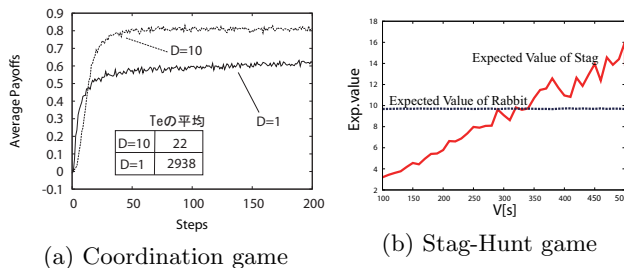 0.9
0.8
0.7
0.6
0.5
0.4
0.3
0.2
0.1
0
-0.1
Average Payoffs
D=10
D=1
Teの平均
D=10 22
D=1 2938
0 50 100 150 200
Steps
(a) Coordination game
18
16
14
12
10
8
6
4
2
Exp.value
Expected Value of Stag
Expected Value of Rabbit
100 150 200 250 300 350 400 450 50
V[s]
(b) Stag-Hunt game